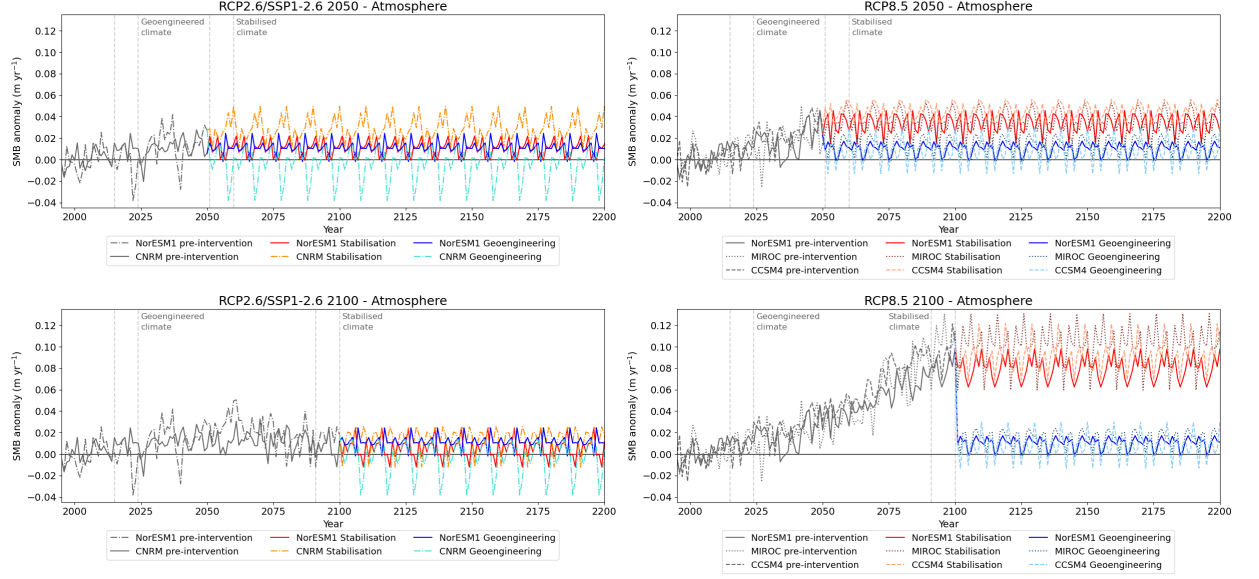 RCP2.6/SSP1-2.6 2050 - Atmosphere
Geoengineered
climate
Stabilised
climate
SMB anomaly (m yr⁻¹)
0.12
0.10
0.08
0.06
0.04
0.02
0.00
−0.02
−0.04
2000 2025 2050 2075 2100 2125 2150 2175 2200
Year
NorESM1 pre-intervention NorESM1 Stabilisation NorESM1 Geoengineering
CNRM pre-intervention CNRM Stabilisation CNRM Geoengineering
RCP8.5 2050 - Atmosphere
Geoengineered
climate
Stabilised
climate
SMB anomaly (m yr⁻¹)
0.12
0.10
0.08
0.06
0.04
0.02
0.00
−0.02
−0.04
2000 2025 2050 2075 2100 2125 2150 2175 2200
Year
NorESM1 pre-intervention NorESM1 Stabilisation NorESM1 Geoengineering
MIROC pre-intervention MIROC Stabilisation MIROC Geoengineering
CCSM4 pre-intervention CCSM4 Stabilisation CCSM4 Geoengineering
RCP2.6/SSP1-2.6 2100 - Atmosphere
Geoengineered
climate
Stabilised
climate
SMB anomaly (m yr⁻¹)
0.12
0.10
0.08
0.06
0.04
0.02
0.00
−0.02
−0.04
2000 2025 2050 2075 2100 2125 2150 2175 2200
Year
NorESM1 pre-intervention NorESM1 Stabilisation NorESM1 Geoengineering
CNRM pre-intervention CNRM Stabilisation CNRM Geoengineering
RCP8.5 2100 - Atmosphere
Geoengineered
climate
Stabilised
climate
SMB anomaly (m yr⁻¹)
0.12
0.10
0.08
0.06
0.04
0.02
0.00
−0.02
−0.04
2000 2025 2050 2075 2100 2125 2150 2175 2200
Year
NorESM1 pre-intervention NorESM1 Stabilisation NorESM1 Geoengineering
MIROC pre-intervention MIROC Stabilisation MIROC Geoengineering
CCSM4 pre-intervention CCSM4 Stabilisation CCSM4 Geoengineering